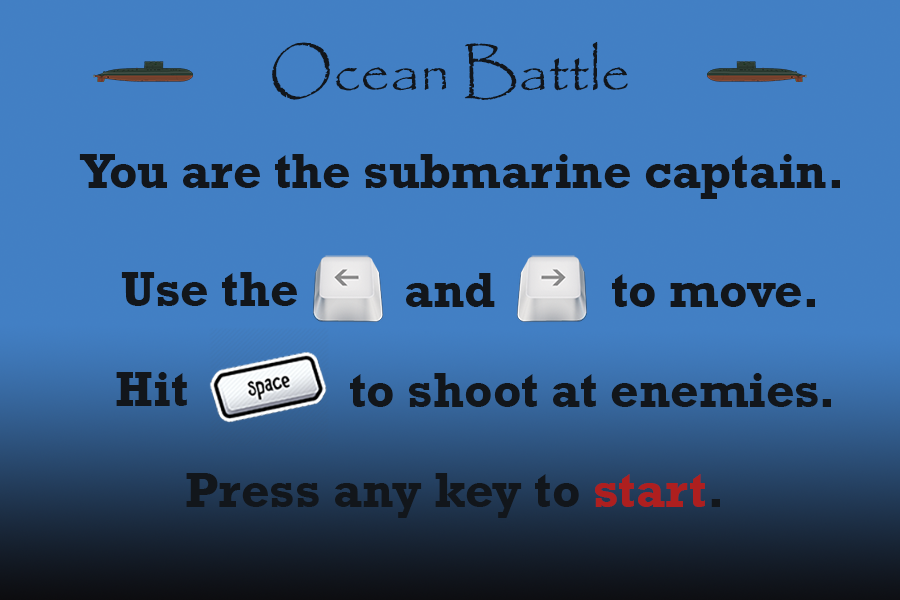 Ocean Battle
You are the submarine captain.
Use the ← and → to move.
Hit space to shoot at enemies.
Press any key to start.